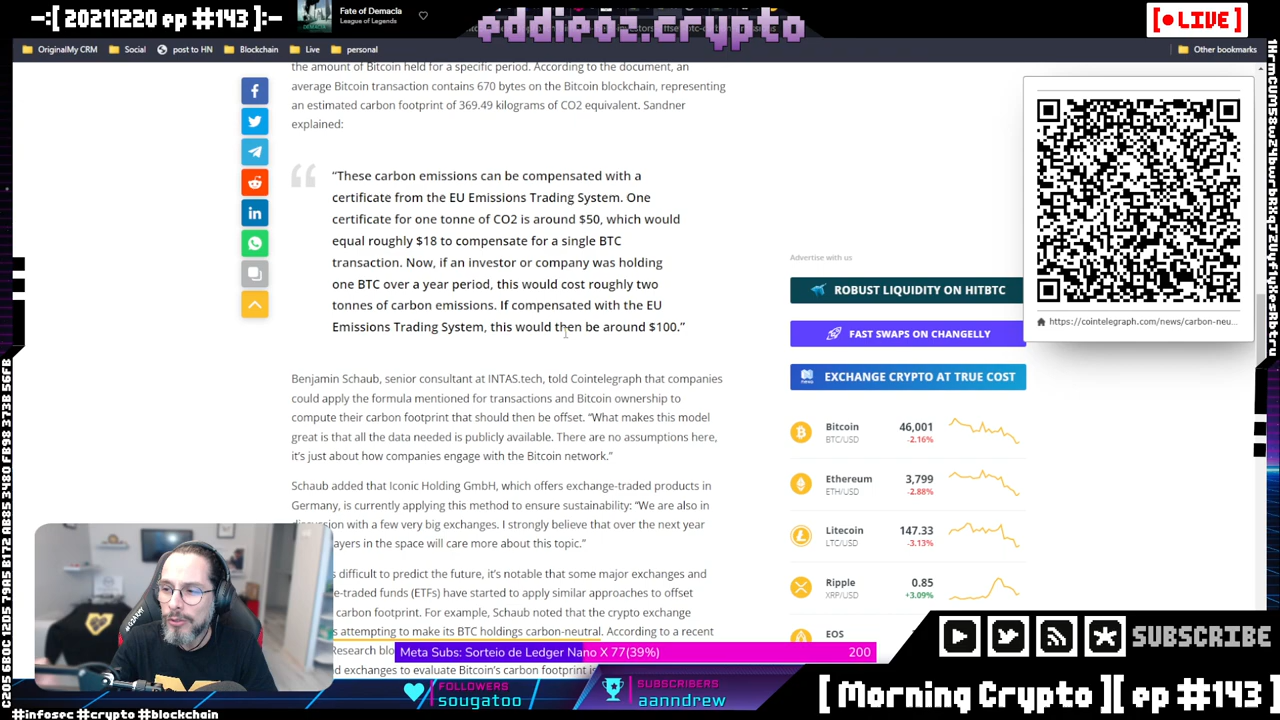 -:[ 20211220 ep #143 ]:-
Fate of Demacia
League of Legends
eddieoz.crypto
[ LIVE ]
OriginalMy CRM
Social
post to HN
Blockchain
Live
personal
Other bookmarks
the amount of Bitcoin held for a specific period. According to the document, an
average Bitcoin transaction contains 670 bytes on the Bitcoin blockchain, representing
an estimated carbon footprint of 369.49 kilograms of CO2 equivalent. Sandner
explained:
“These carbon emissions can be compensated with a
certificate from the EU Emissions Trading System. One
certificate for one tonne of CO2 is around $50, which would
equal roughly $18 to compensate for a single BTC
transaction. Now, if an investor or company was holding
one BTC over a year period, this would cost roughly two
tonnes of carbon emissions. If compensated with the EU
Emissions Trading System, this would then be around $100.”
Benjamin Schaub, senior consultant at INTAS.tech, told Cointelegraph that companies
could apply the formula mentioned for transactions and Bitcoin ownership to
compute their carbon footprint that should then be offset. “What makes this model
great is that all the data needed is publicly available. There are no assumptions here,
it’s just about how companies engage with the Bitcoin network.”
Schaub added that Iconic Holding GmbH, which offers exchange-traded products in
Germany, is currently applying this method to ensure sustainability: “We are also in
with a few very big exchanges. I strongly believe that over the next year
ayers in the space will care more about this topic.”
difficult to predict the future, it’s notable that some major exchanges and
e-traded funds (ETFs) have started to apply similar approaches to offset
carbon footprint. For example, Schaub noted that the crypto exchange
s attempting to make its BTC holdings carbon-neutral. According to a recent
Research blo
d exchanges to evaluate Bitcoin’s carbon footprint is
https://cointelegraph.com/news/carbon-neu...
Advertise with us
ROBUST LIQUIDITY ON HITBTC
FAST SWAPS ON CHANGELLY
EXCHANGE CRYPTO AT TRUE COST
Bitcoin 46,001
BTC/USD -2.16%
Ethereum 3,799
ETH/USD -2.88%
Litecoin 147.33
LTC/USD -3.13%
Ripple 0.85
XRP/USD +3.09%
EOS
Meta Subs: Sorteio de Ledger Nano X 77(39%) 200
FOLLOWERS
sougatoo
SUBSCRIBERS
aanndrew
SUBSCRIBE
[ Morning Crypto ][ ep #143 ]
#infosec #crypto #blockchain